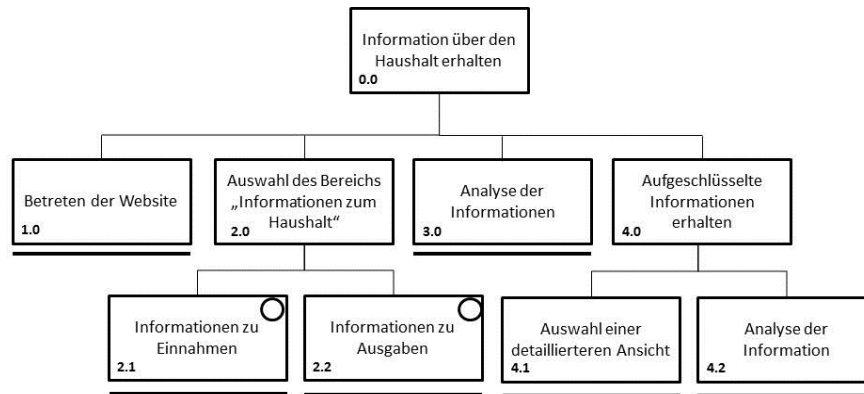 Information über den
Haushalt erhalten
0.0
Betreten der Website
1.0
Auswahl des Bereichs
„Informationen zum
Haushalt“
2.0
Analyse der
Informationen
3.0
Aufgeschlüsselte
Informationen
erhalten
4.0
Informationen zu
Einnahmen
2.1
Informationen zu
Ausgaben
2.2
Auswahl einer
detaillierteren Ansicht
4.1
Analyse der
Information
4.2